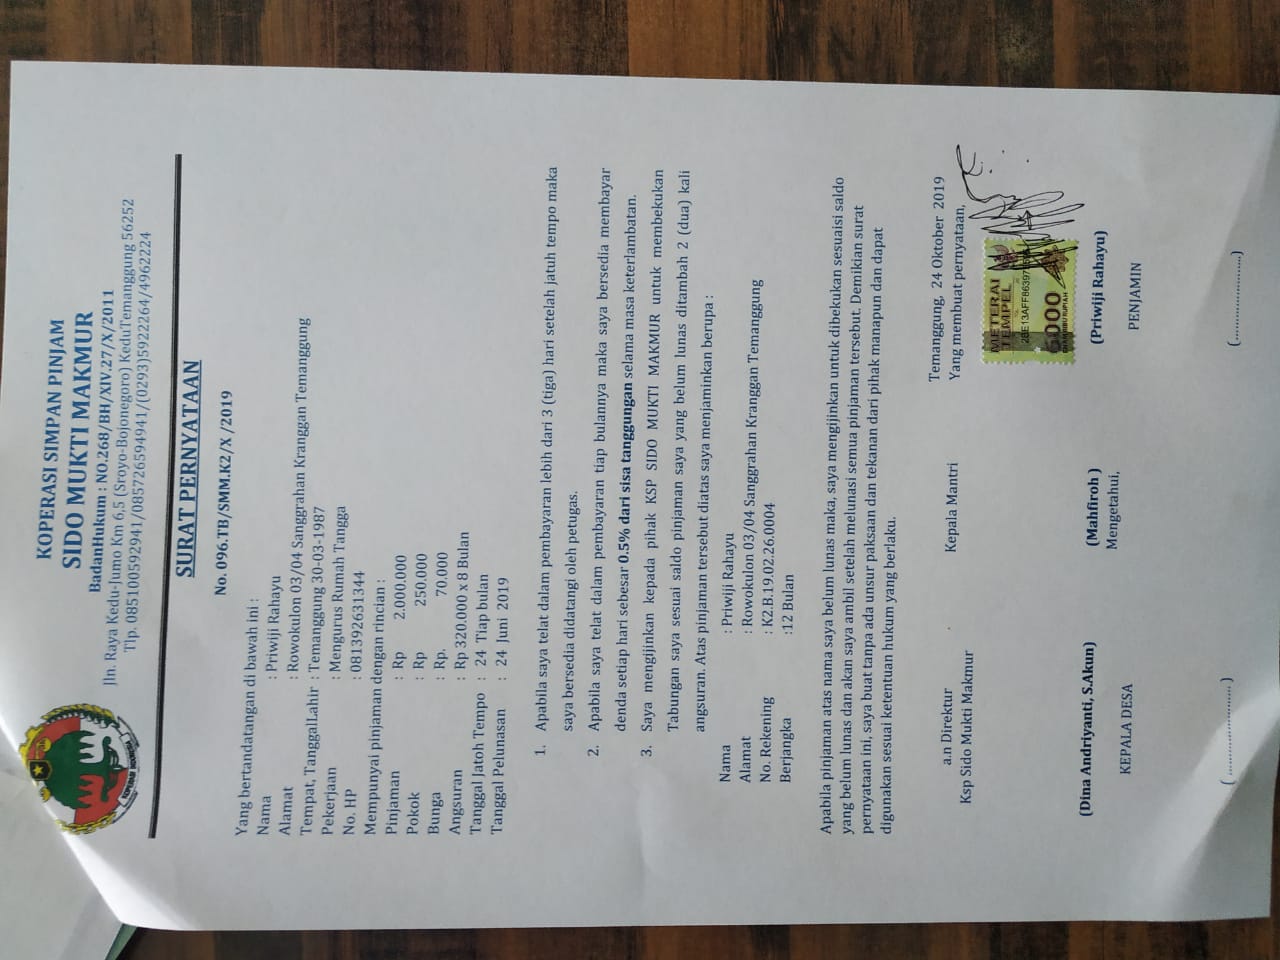 KOPERASI SIMPAN PINJAM
SIDO MUKTI MAKMUR
BadanHukum : NO.268/BH/XIV.27/X/2011
Jln. Raya Kedu-Jumo Km 6,5 (Sroyo-Bojonegoro) KeduTemanggung 56252
Tlp. 085100592941/085726594941/(0293)5922264/4962224
SURAT PERNYATAAN
No. 096.TB/SMM.K2/X/2019
Yang bertandatangan di bawah ini :
Nama : Priwiji Rahayu
Alamat : Rowokulon 03/04 Sanggrahan Kranggan Temanggung
Tempat, TanggalLahir : Temanggung 30-03-1987
Pekerjaan : Mengurus Rumah Tangga
No. HP : 081392631344
Mempunyai pinjaman dengan rincian :
Pinjaman : Rp 2.000.000
Pokok : Rp 250.000
Bunga : Rp. 70.000
Angsuran : Rp 320.000 x 8 Bulan
Tanggal Jatoh Tempo : 24 Tiap bulan
Tanggal Pelunasan : 24 Juni 2019
1. Apabila saya telat dalam pembayaran lebih dari 3 (tiga) hari setelah jatuh tempo maka
saya bersedia didatangi oleh petugas.
2. Apabila saya telat dalam pembayaran tiap bulannya maka saya bersedia membayar
denda setiap hari sebesar 0.5% dari sisa tanggungan selama masa keterlambatan.
3. Saya mengijinkan kepada pihak KSP SIDO MUKTI MAKMUR untuk membekukan
Tabungan saya sesuai saldo pinjaman saya yang belum lunas ditambah 2 (dua) kali
angsuran. Atas pinjaman tersebut diatas saya menjaminkan berupa :
Nama : Priwiji Rahayu
Alamat : Rowokulon 03/04 Sanggrahan Kranggan Temanggung
No. Rekening : K2.B.19.02.26.0004
Berjangka :12 Bulan
Apabila pinjaman atas nama saya belum lunas maka, saya mengijinkan untuk dibekukan sesuaisi saldo
yang belum lunas dan akan saya ambil setelah melunasi semua pinjaman tersebut. Demikian surat
pernyataan ini, saya buat tanpa ada unsur paksaan dan tekanan dari pihak manapun dan dapat
digunakan sesuai ketentuan hukum yang berlaku.
Temanggung, 24 Oktober 2019
a.n Direktur Kepala Mantri Yang membuat pernyataan,
Ksp Sido Mukti Makmur
METERAI
TEMPEL
6000
ENAM RIBU RUPIAH
(Dina Andriyanti, S.Akun) (Mahfiroh ) (Priwiji Rahayu)
Mengetahui,
KEPALA DESA PENJAMIN
( ........................... ) (........................)